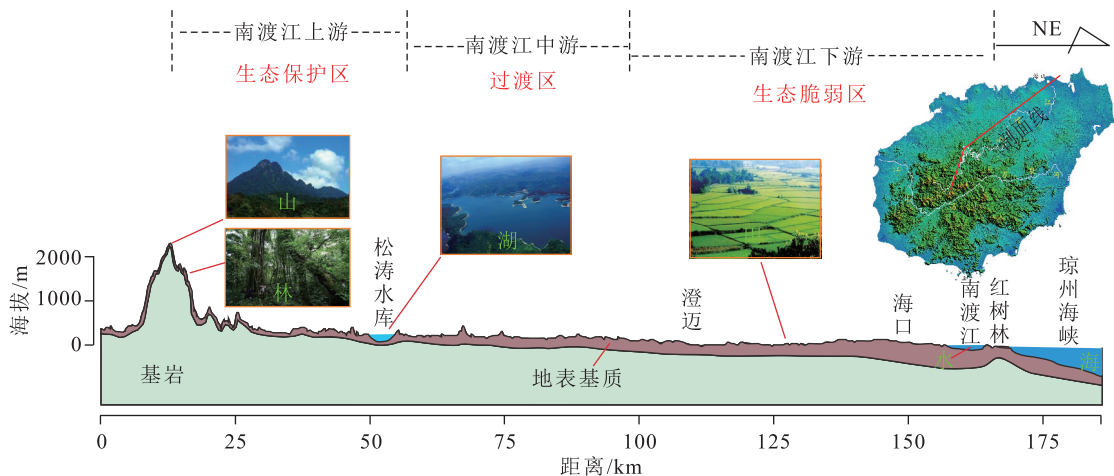 南渡江上游
南渡江中游
南渡江下游
NE
生态保护区
过渡区
生态脆弱区
剖面线
山
林
湖
松涛水库
澄迈
海口
南渡江
红树林
琼州海峡
海拔/m
2000
1000
0
基岩
地表基质
水
海
0
25
50
75
100
125
150
175
距离/km